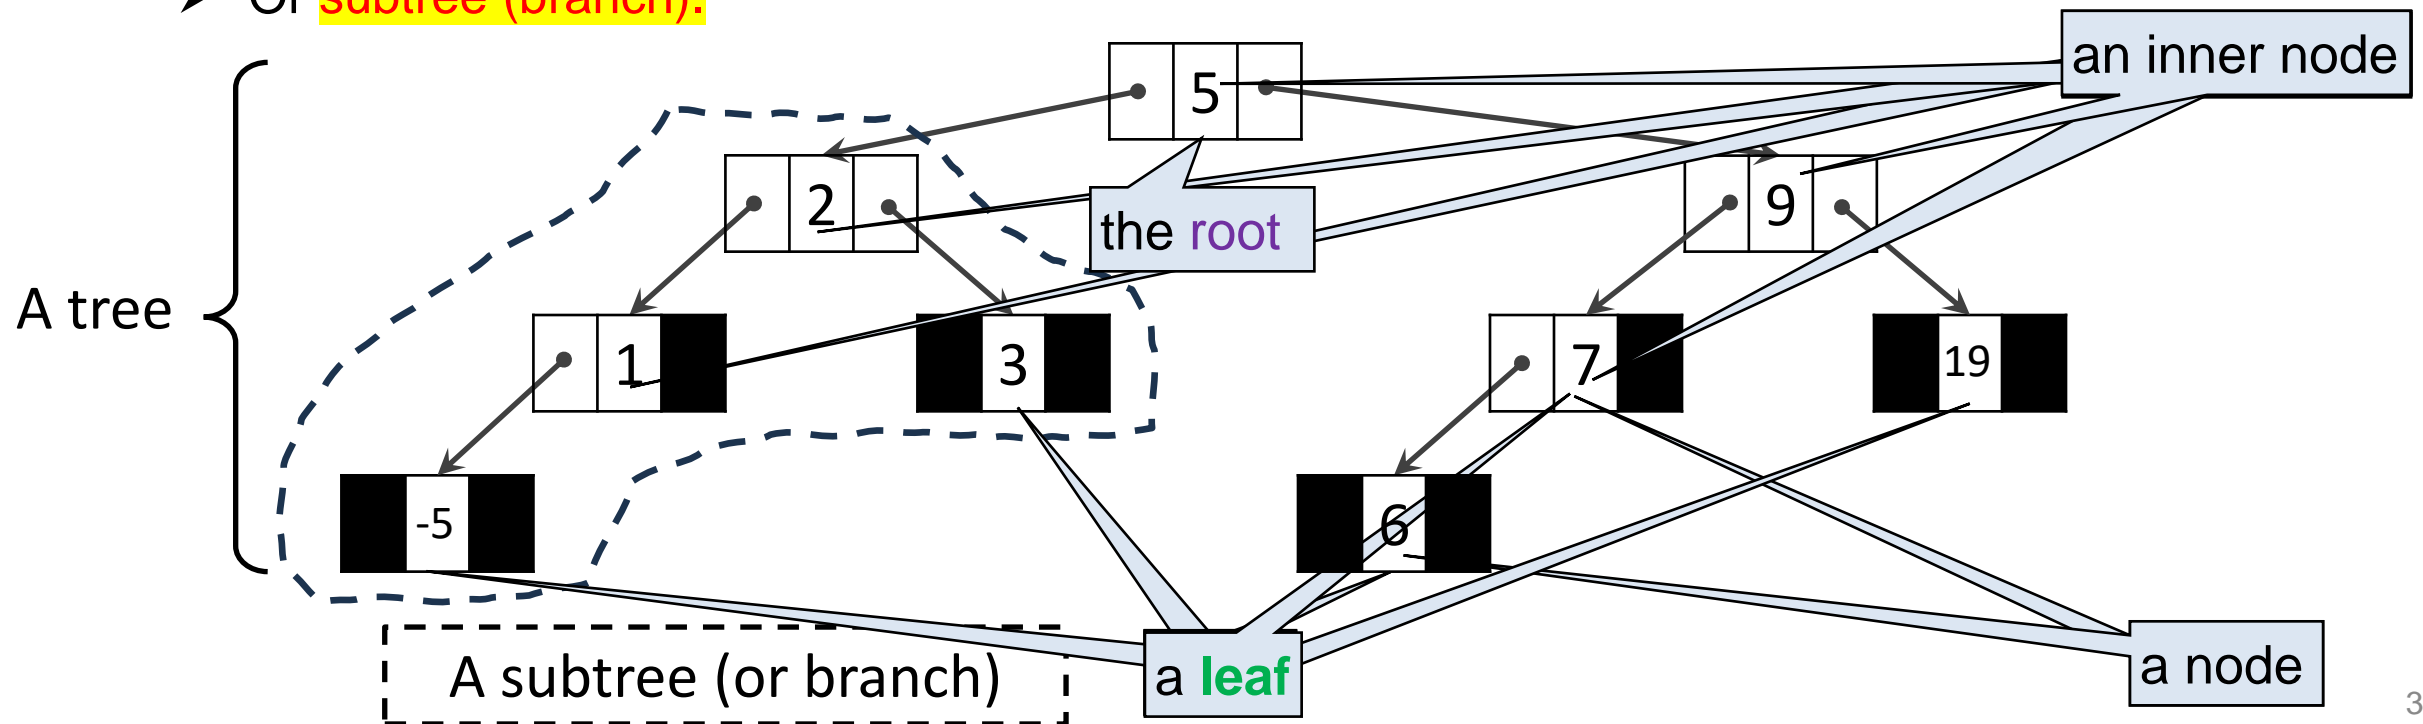 Or subtree (branch).
an inner node
5
2
the root
9
A tree
1
3
7
19
-5
6
A subtree (or branch)
a leaf
a node
3